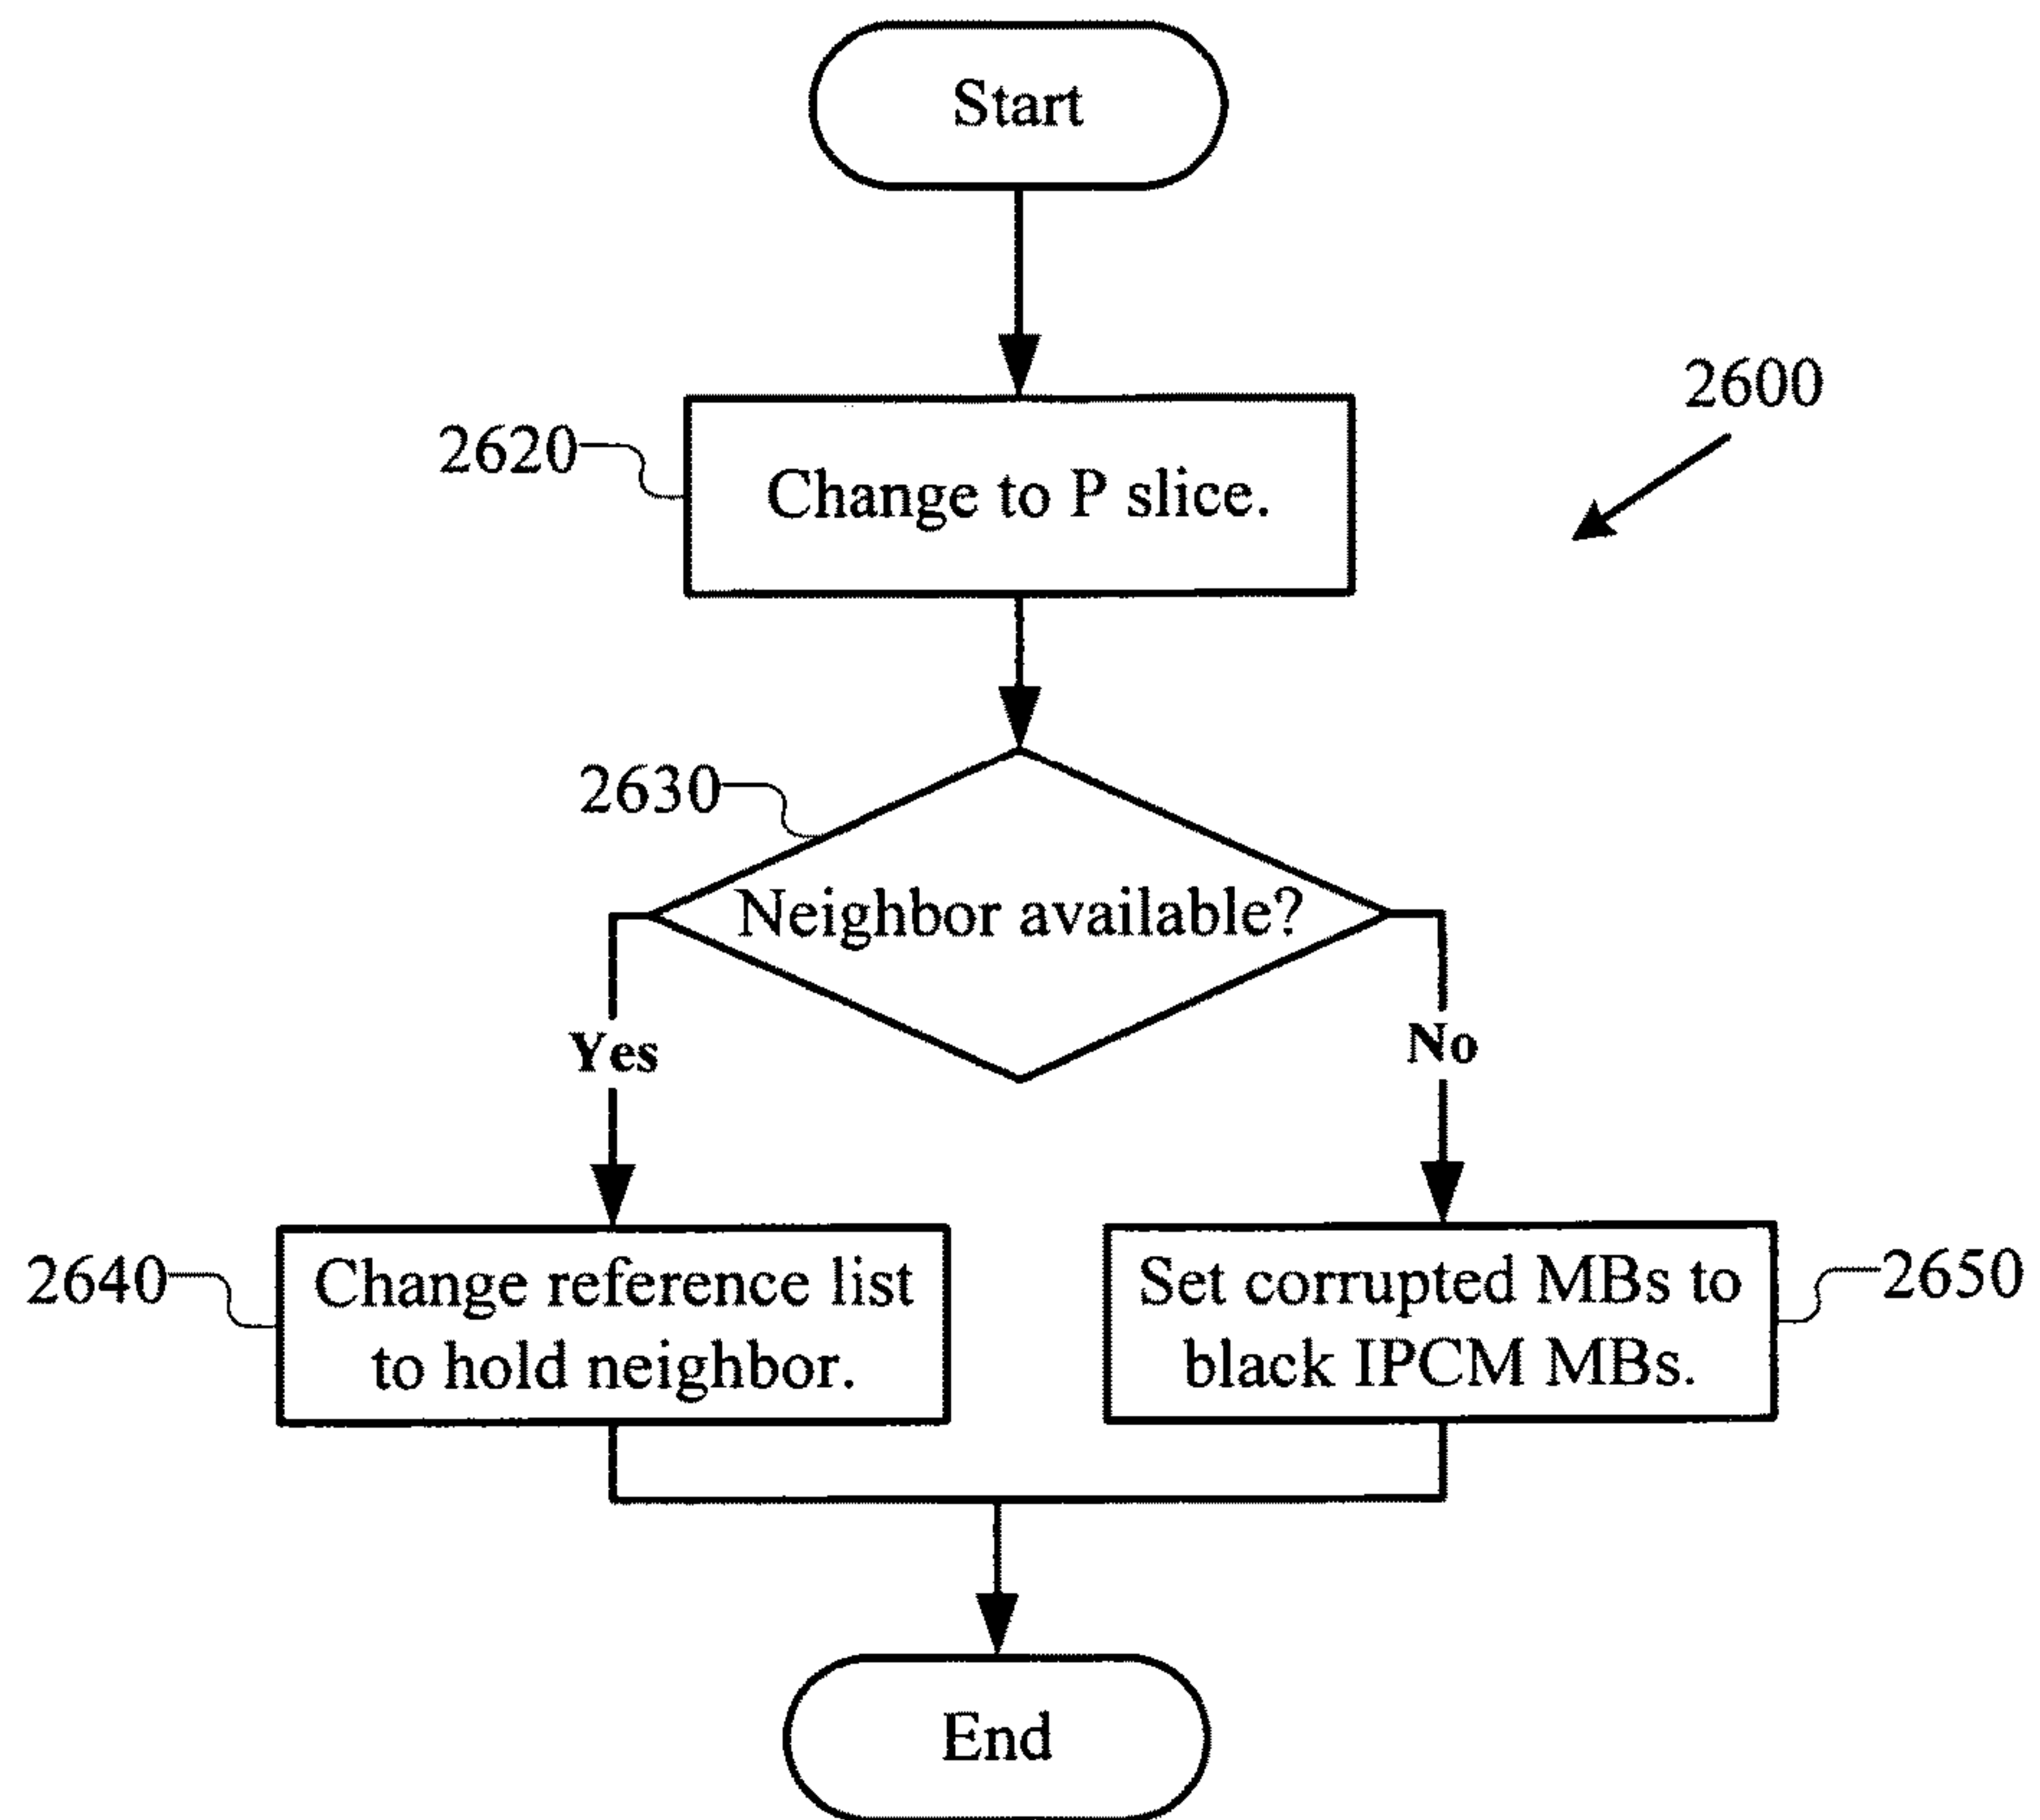 Start
2600
2620
Change to P slice.
2630
Neighbor available?
Yes
No
2640
Change reference list
to hold neighbor.
Set corrupted MBs to
black IPCM MBs.
2650
End